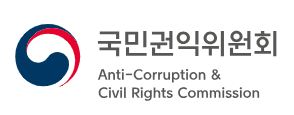 국민권익위원회
Anti-Corruption &
Civil Rights Commission